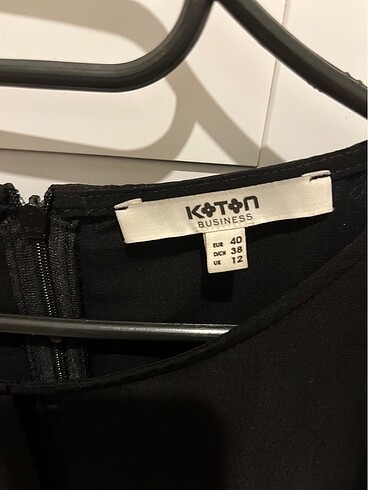 KOTON
BUSINESS
EUR 40
D/CH 38
UK 12